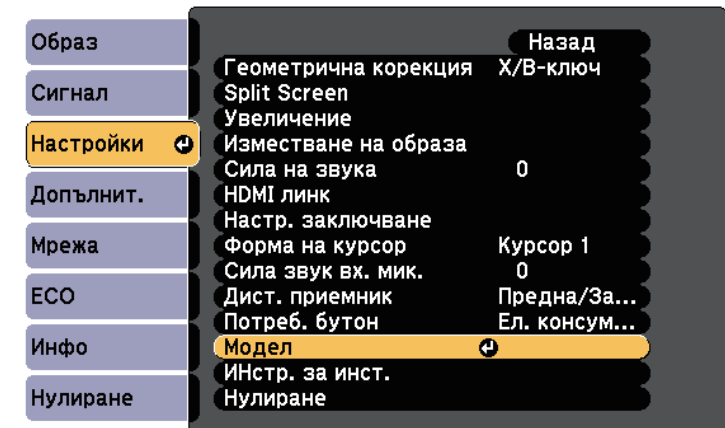 Образ
Сигнал
Настройки
Допълнит.
Мрежа
ECO
Инфо
Нулиране
Назад
Геометрична корекция Х/В-ключ
Split Screen
Увеличение
Изместване на образа
Сила на звука 0
HDMI линк
Настр. заключване
Форма на курсор Курсор 1
Сила звук вх. мик. 0
Дист. приемник Предна/За...
Потреб. бутон Ел. консум...
Модел
ИНстр. за инст.
Нулиране